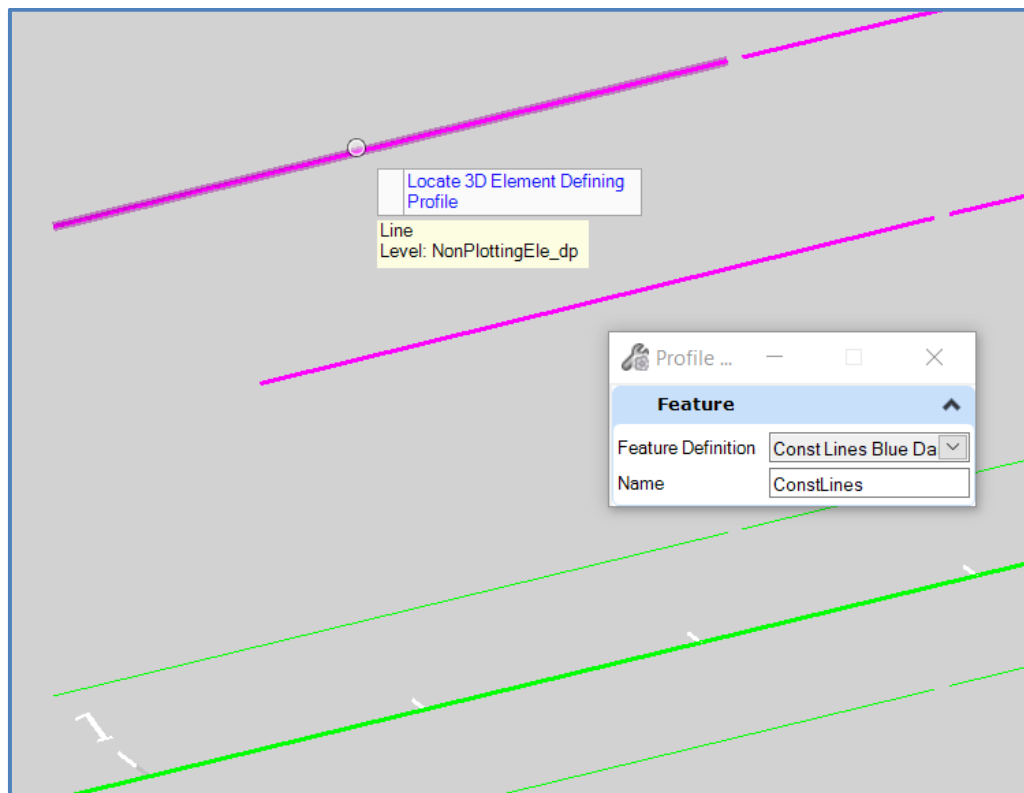 Locate 3D Element Defining
Profile
Line
Level: NonPlottingEle_dp
Profile ...
Feature
Feature Definition
Const Lines Blue Da
Name
ConstLines